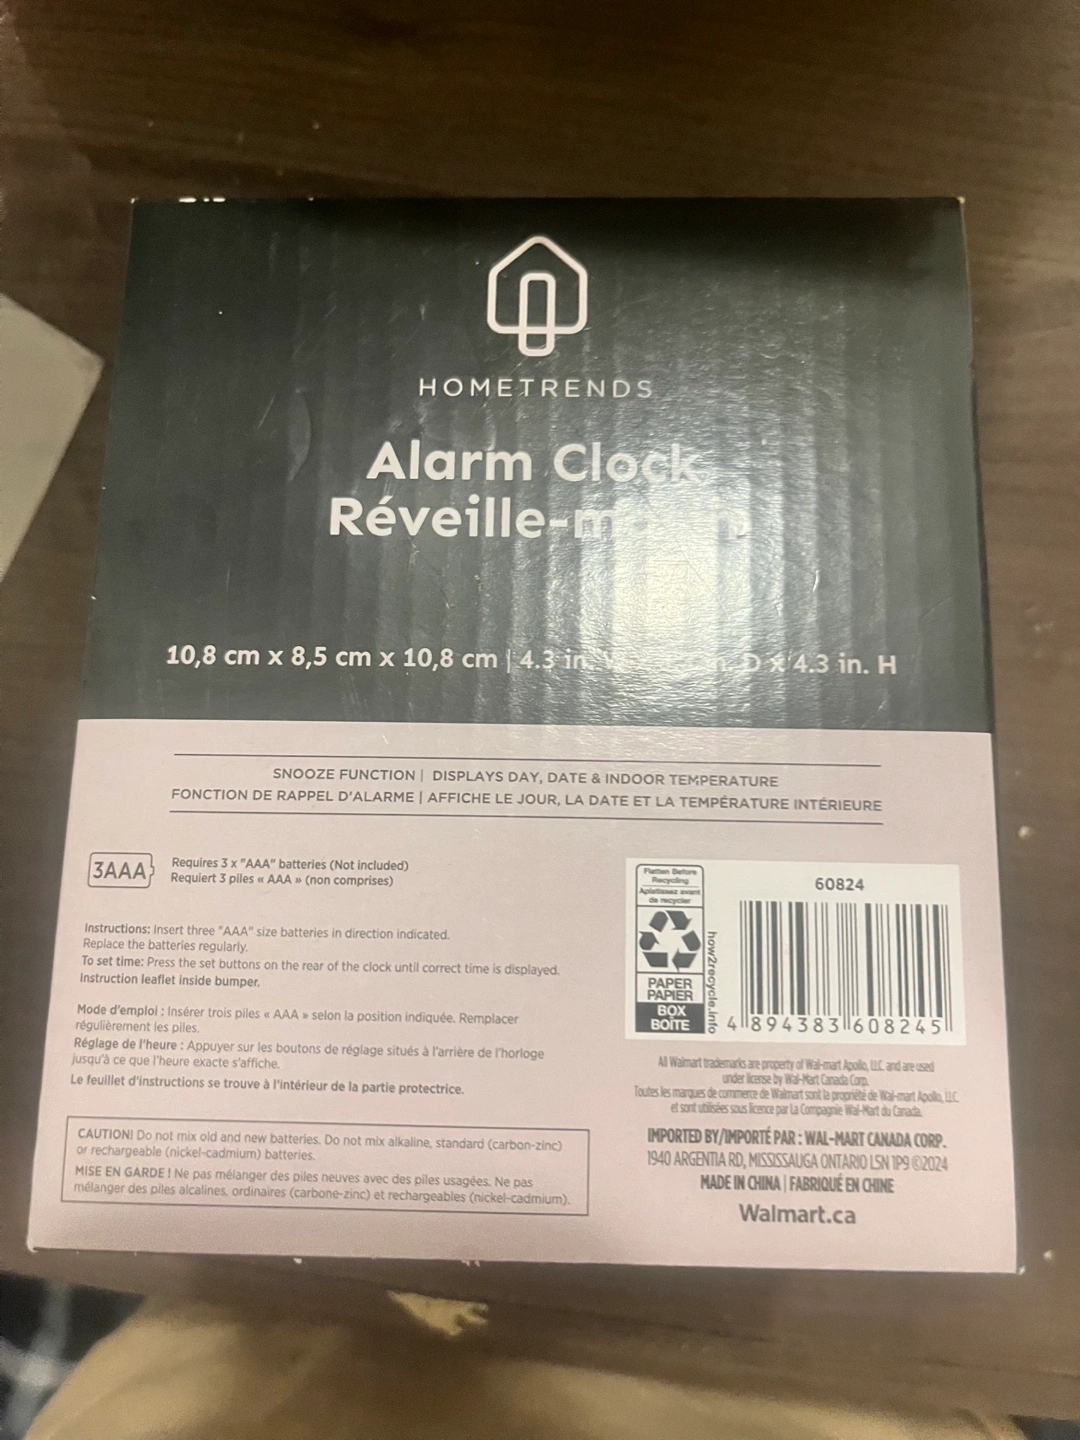 HOMETRENDS
Alarm Clock
Réveille-m
10,8 cm x 8,5 cm x 10,8 cm | 4.3 in. D x 4.3 in. H
SNOOZE FUNCTION | DISPLAYS DAY, DATE & INDOOR TEMPERATURE
FONCTION DE RAPPEL D'ALARME | AFFICHE LE JOUR, LA DATE ET LA TEMPÉRATURE INTÉRIEURE
3AAA
Requires 3 x "AAA" batteries (Not included)
Requiert 3 piles « AAA » (non comprises)
Instructions: Insert three "AAA" size batteries in direction indicated.
Replace the batteries regularly.
To set time: Press the set buttons on the rear of the clock until correct time is displayed.
Instruction leaflet inside bumper.
Mode d'emploi : Insérer trois piles « AAA » selon la position indiquée. Remplacer
régulièrement les piles.
Réglage de l'heure : Appuyer sur les boutons de réglage situés à l'arrière de l'horloge
jusqu'à ce que l'heure exacte s'affiche.
Le feuillet d'instructions se trouve à l'intérieur de la partie protectrice.
CAUTION! Do not mix old and new batteries. Do not mix alkaline, standard (carbon-zinc)
or rechargeable (nickel-cadmium) batteries.
MISE EN GARDE ! Ne pas mélanger des piles neuves avec des piles usagées. Ne pas
mélanger des piles alcalines, ordinaires (carbone-zinc) et rechargeables (nickel-cadmium).
Flatten Before
Recycling
Aplatissez avant
de recycler
PAPER
PAPIER
BOX
BOÎTE
how2recycle.info
60824
4 894383 608245
All Walmart trademarks are property of Wal-mart Apollo, LLC and are used
under license by Wal-Mart Canada Corp.
Toutes les marques de commerce de Walmart sont la propriété de Wal-mart Apollo, LLC
et sont utilisées sous licence par La Compagnie Wal-Mart du Canada.
IMPORTED BY/IMPORTÉ PAR : WAL-MART CANADA CORP.
1940 ARGENTIA RD, MISSISSAUGA ONTARIO L5N 1P9 ©2024
MADE IN CHINA | FABRIQUÉ EN CHINE
Walmart.ca